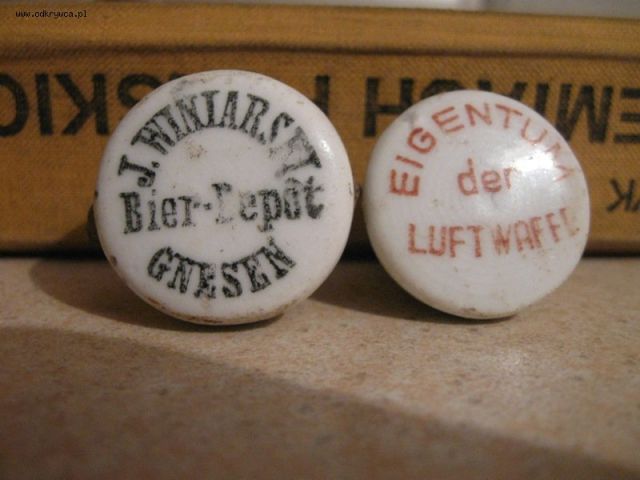 www.odkrywca.pl
J. WINIARSKI
Bier-Depôt
GNESEN
EIGENTUM
der
LUFTWAFFE